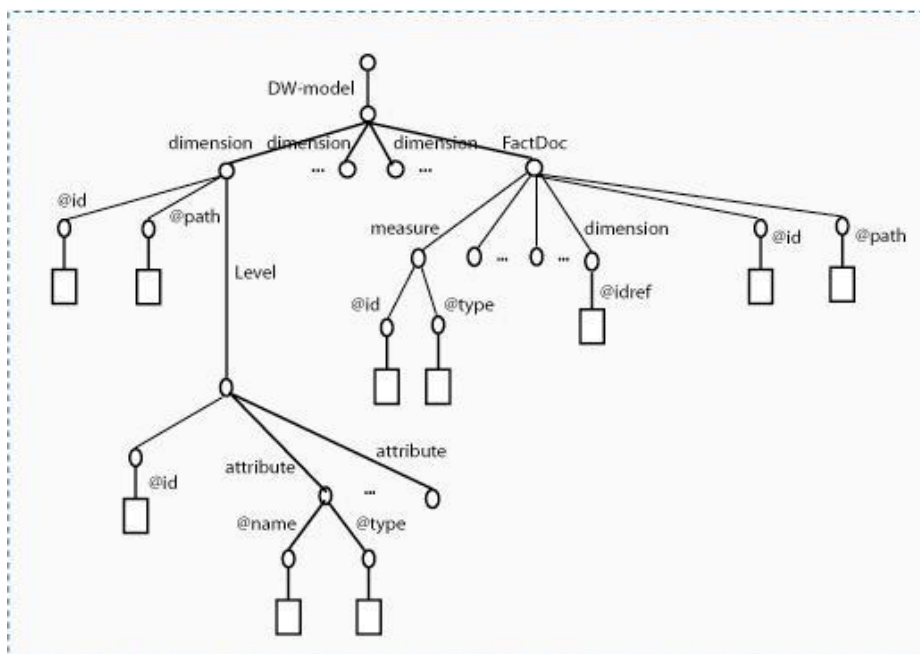 DW-model
dimension dimension dimension FactDoc
... ...
@id @path measure dimension @id @path
... ...
Level
@id @type @idref
attribute attribute
@id ...
@name @type